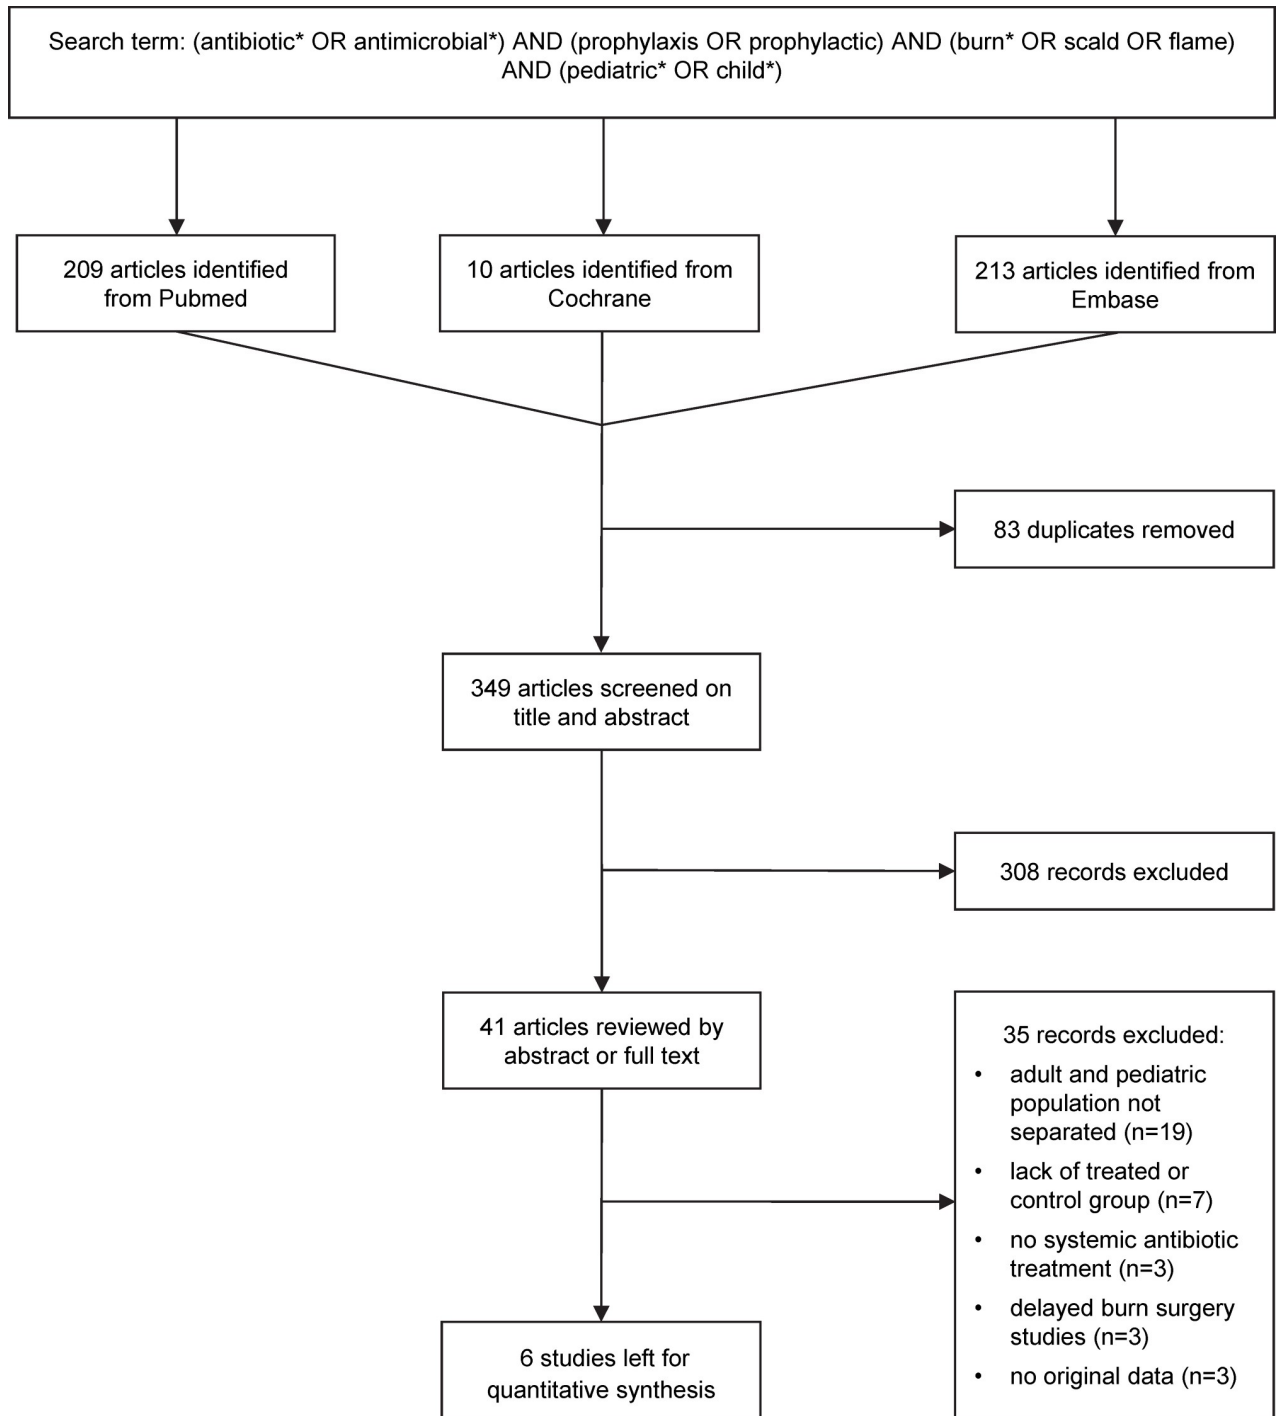 Search term: (antibiotic* OR antimicrobial*) AND (prophylaxis OR prophylactic) AND (burn* OR scald OR flame)
AND (pediatric* OR child*)
209 articles identified
from Pubmed
10 articles identified from
Cochrane
213 articles identified from
Embase
83 duplicates removed
349 articles screened on
title and abstract
308 records excluded
41 articles reviewed by
abstract or full text
35 records excluded:
• adult and pediatric
population not
separated (n=19)
• lack of treated or
control group (n=7)
• no systemic antibiotic
treatment (n=3)
• delayed burn surgery
studies (n=3)
• no original data (n=3)
6 studies left for
quantitative synthesis